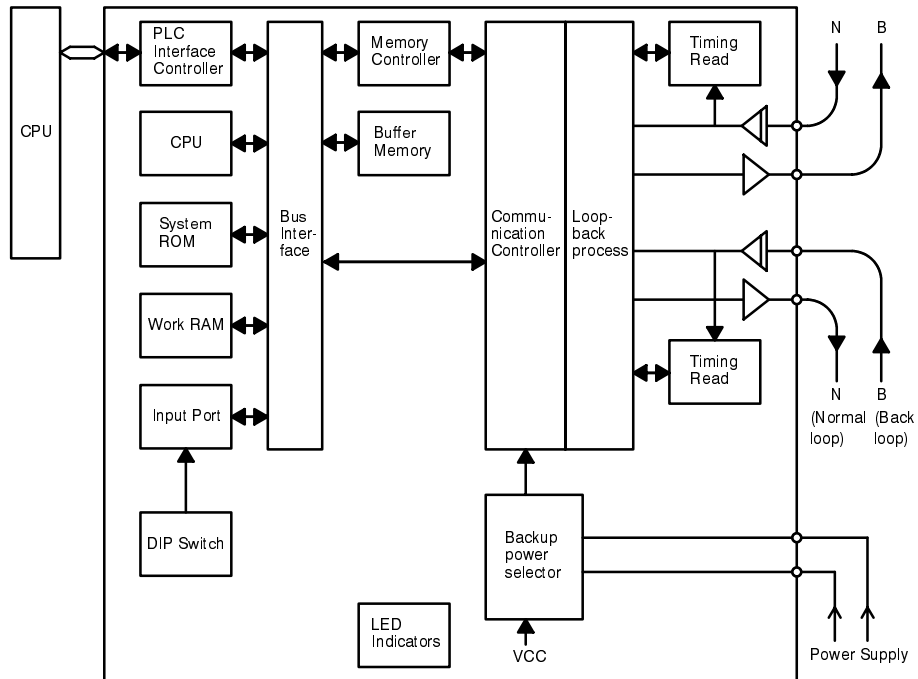 CPU
PLC
Interface
Controller
CPU
System
ROM
Work RAM
Input Port
DIP Switch
Bus
Inter-
face
Memory
Controller
Buffer
Memory
LED
Indicators
Commu-
nication
Controller
Loop-
back
process
Timing
Read
N B
Timing
Read
N B
(Normal
loop)
(Back
loop)
Backup
power
selector
VCC
Power Supply